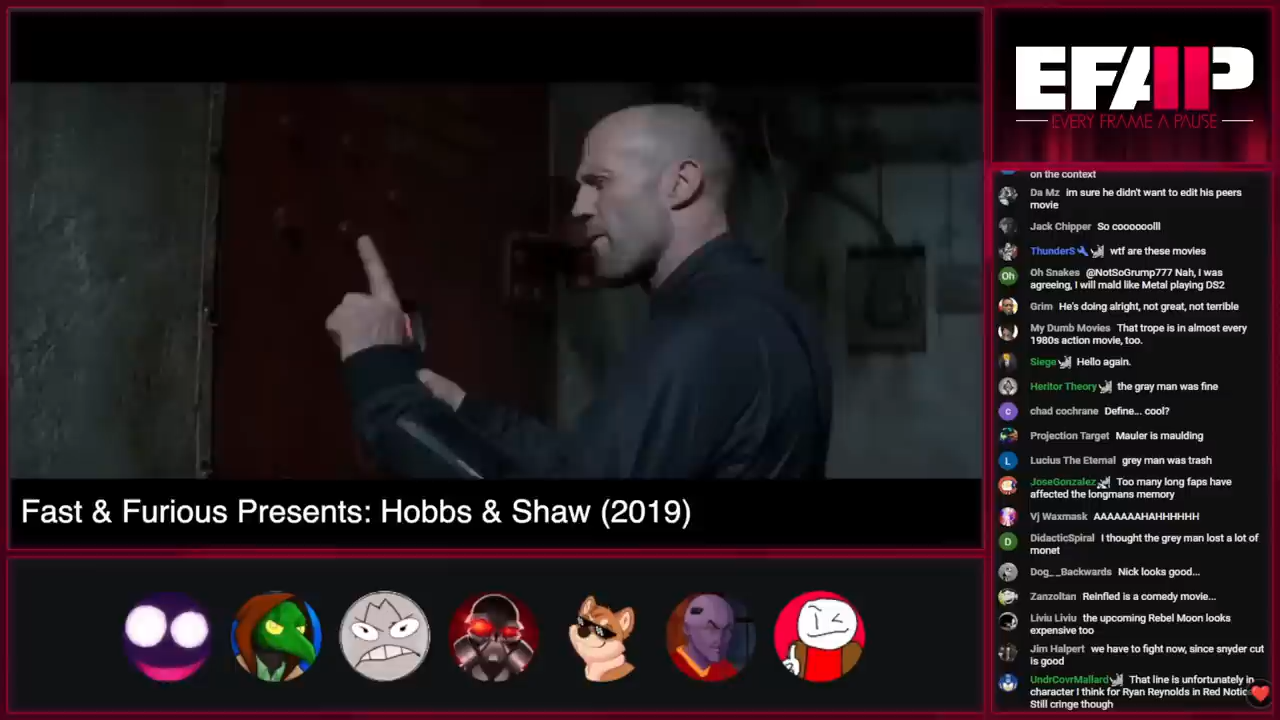 EFAP
EVERY FRAME A PAUSE
on the context
Da Mz im sure he didn't want to edit his peers
movie
Jack Chipper So cooooooolll
ThunderS wtf are these movies
Oh
Oh Snakes @NotSoGrump777 Nah, I was
agreeing, I will mald like Metal playing DS2
Grim He's doing alright, not great, not terrible
My Dumb Movies That trope is in almost every
1980s action movie, too.
Siege Hello again.
Heritor Theory the gray man was fine
c
chad cochrane Define... cool?
Projection Target Mauler is maulding
L
Lucius The Eternal grey man was trash
JoseGonzalez Too many long faps have
affected the longmans memory
Vj Waxmask AAAAAAAHAHHHHHH
D
DidacticSpiral I thought the grey man lost a lot of
monet
Dog__Backwards Nick looks good...
Zanzoltan Reinfled is a comedy movie...
Liviu Liviu the upcoming Rebel Moon looks
expensive too
Jim Halpert we have to fight now, since snyder cut
is good
UndrCovrMallard That line is unfortunately in
character I think for Ryan Reynolds in Red Notic
Still cringe though
Fast & Furious Presents: Hobbs & Shaw (2019)